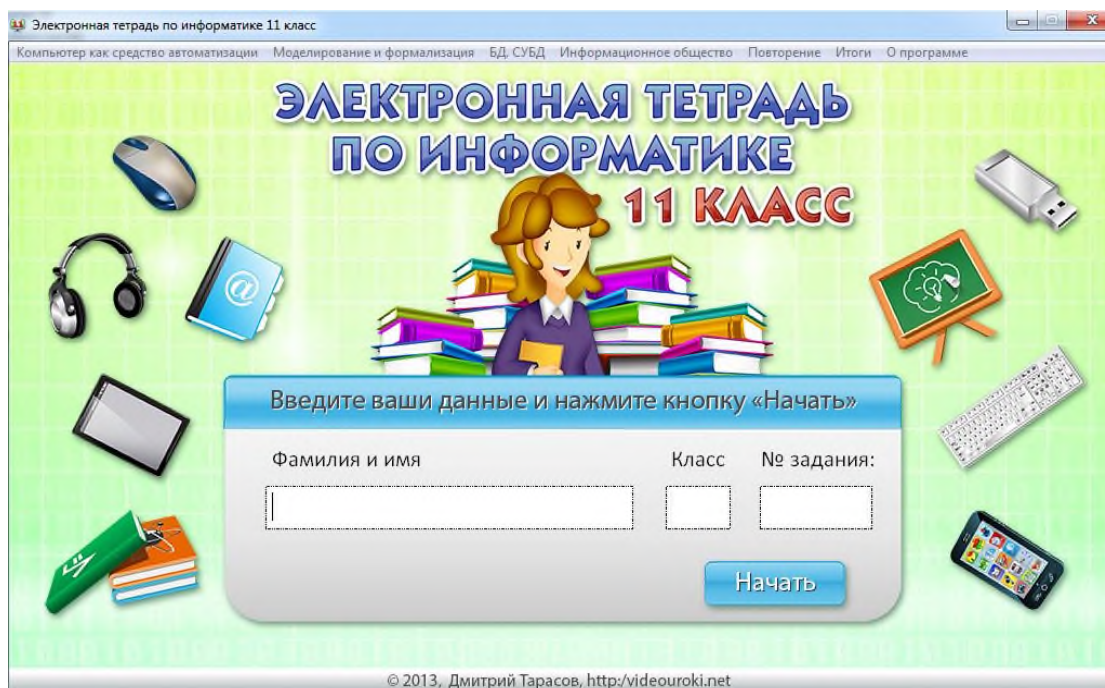 Электронная тетрадь по информатике 11 класс
Компьютер как средство автоматизации Моделирование и формализация БД, СУБД Информационное общество Повторение Итоги О программе
ЭЛЕКТРОННАЯ ТЕТРАДЬ
ПО ИНФОРМАТИКЕ
11 КЛАСС
@
Введите ваши данные и нажмите кнопку «Начать»
Фамилия и имя Класс № задания:
Начать
© 2013, Дмитрий Тарасов, http:/videouroki.net